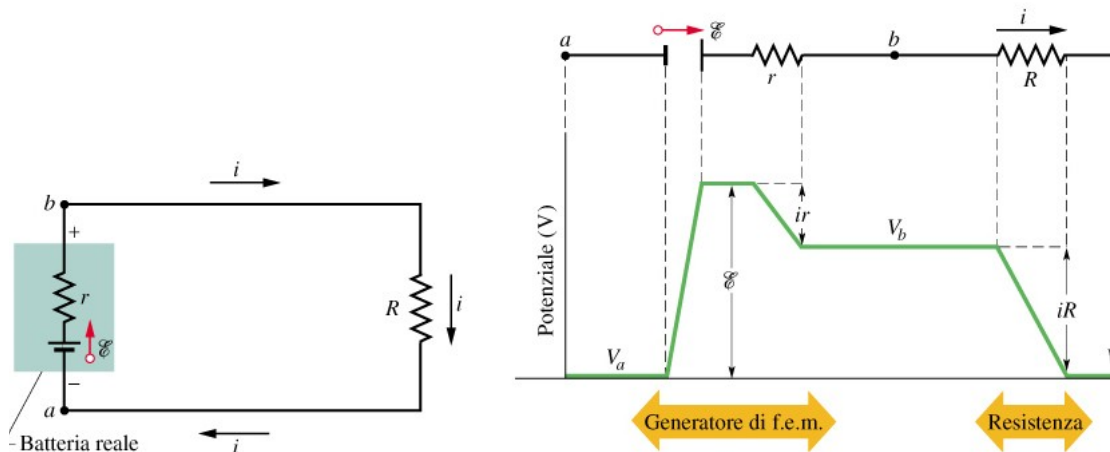 i
b
+
r
R
i
ℰ
–
a
Batteria reale
i
a
ℰ
b
i
r
R
Potenziale (V)
ir
V_b
ℰ
iR
V_a
V
Generatore di f.e.m.
Resistenza